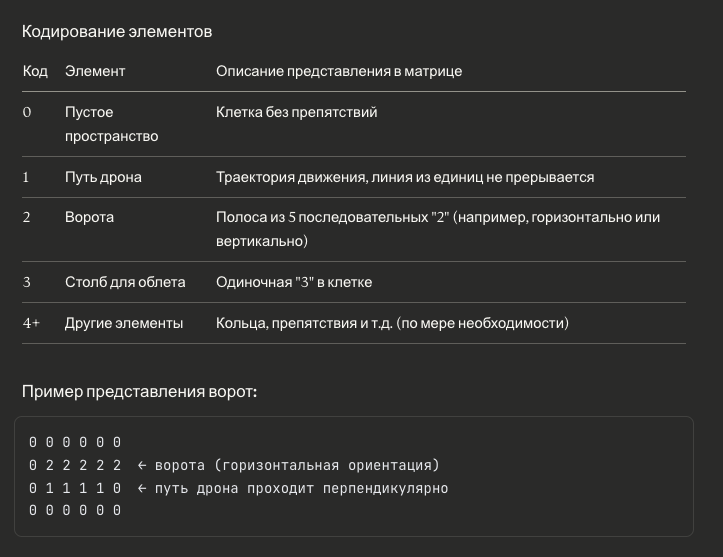 Кодирование элементов
Код Элемент Описание представления в матрице
0 Пустое Клетка без препятствий
пространство
1 Путь дрона Траектория движения, линия из единиц не прерывается
2 Ворота Полоса из 5 последовательных "2" (например, горизонтально или
вертикально)
3 Столб для облета Одиночная "3" в клетке
4+ Другие элементы Кольца, препятствия и т.д. (по мере необходимости)
Пример представления ворот:
0 0 0 0 0 0
0 2 2 2 2 2 ← ворота (горизонтальная ориентация)
0 1 1 1 1 0 ← путь дрона проходит перпендикулярно
0 0 0 0 0 0